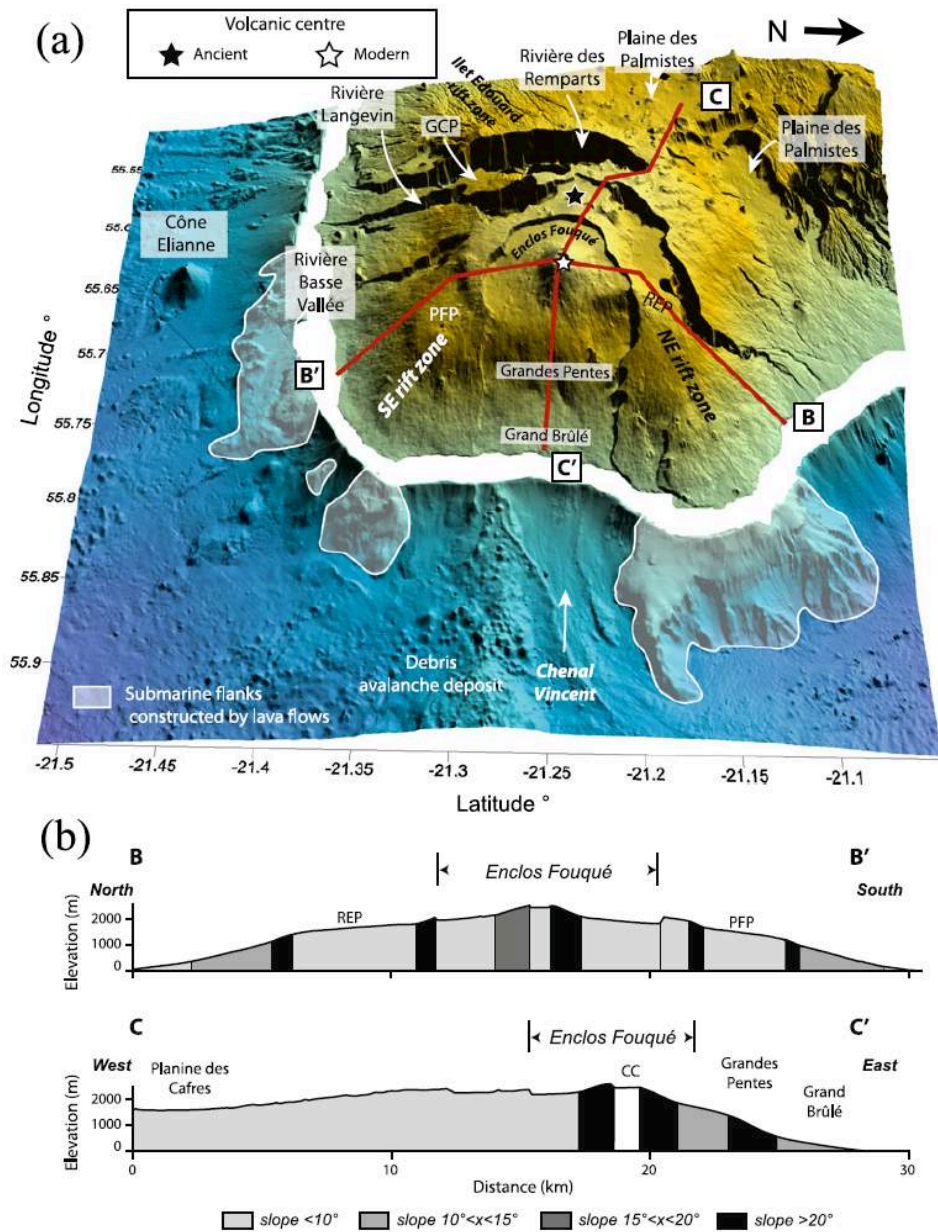 (a)
Volcanic centre
Ancient
Modern
N
Plaine des
Palmistes
Rivière des
Remparts
Ilet Edouard
rift zone
Rivière
Langevin
GCP
C
Plaine des
Palmistes
Cône
Elianne
Enclos Fouqué
Rivière
Basse
Vallée
PFP
REP
SE rift zone
NE rift zone
B'
Grandes Pentes
B
Grand Brûlé
C'
Debris
avalanche deposit
Chenal
Vincent
Submarine flanks
constructed by lava flows
Longitude °
55.65
55.7
55.75
55.8
55.85
55.9
-21.5
-21.45
-21.4
-21.35
-21.3
-21.25
-21.2
-21.15
-21.1
Latitude °
(b)
B
B'
Enclos Fouqué
North
South
Elevation (m)
2000
1000
0
REP
PFP
C
C'
Enclos Fouqué
West
East
Planine des
Cafres
CC
Grandes
Pentes
Grand
Brûlé
Elevation (m)
2000
1000
0
0
10
20
30
Distance (km)
slope <10°
slope 10°<x<15°
slope 15°<x<20°
slope >20°